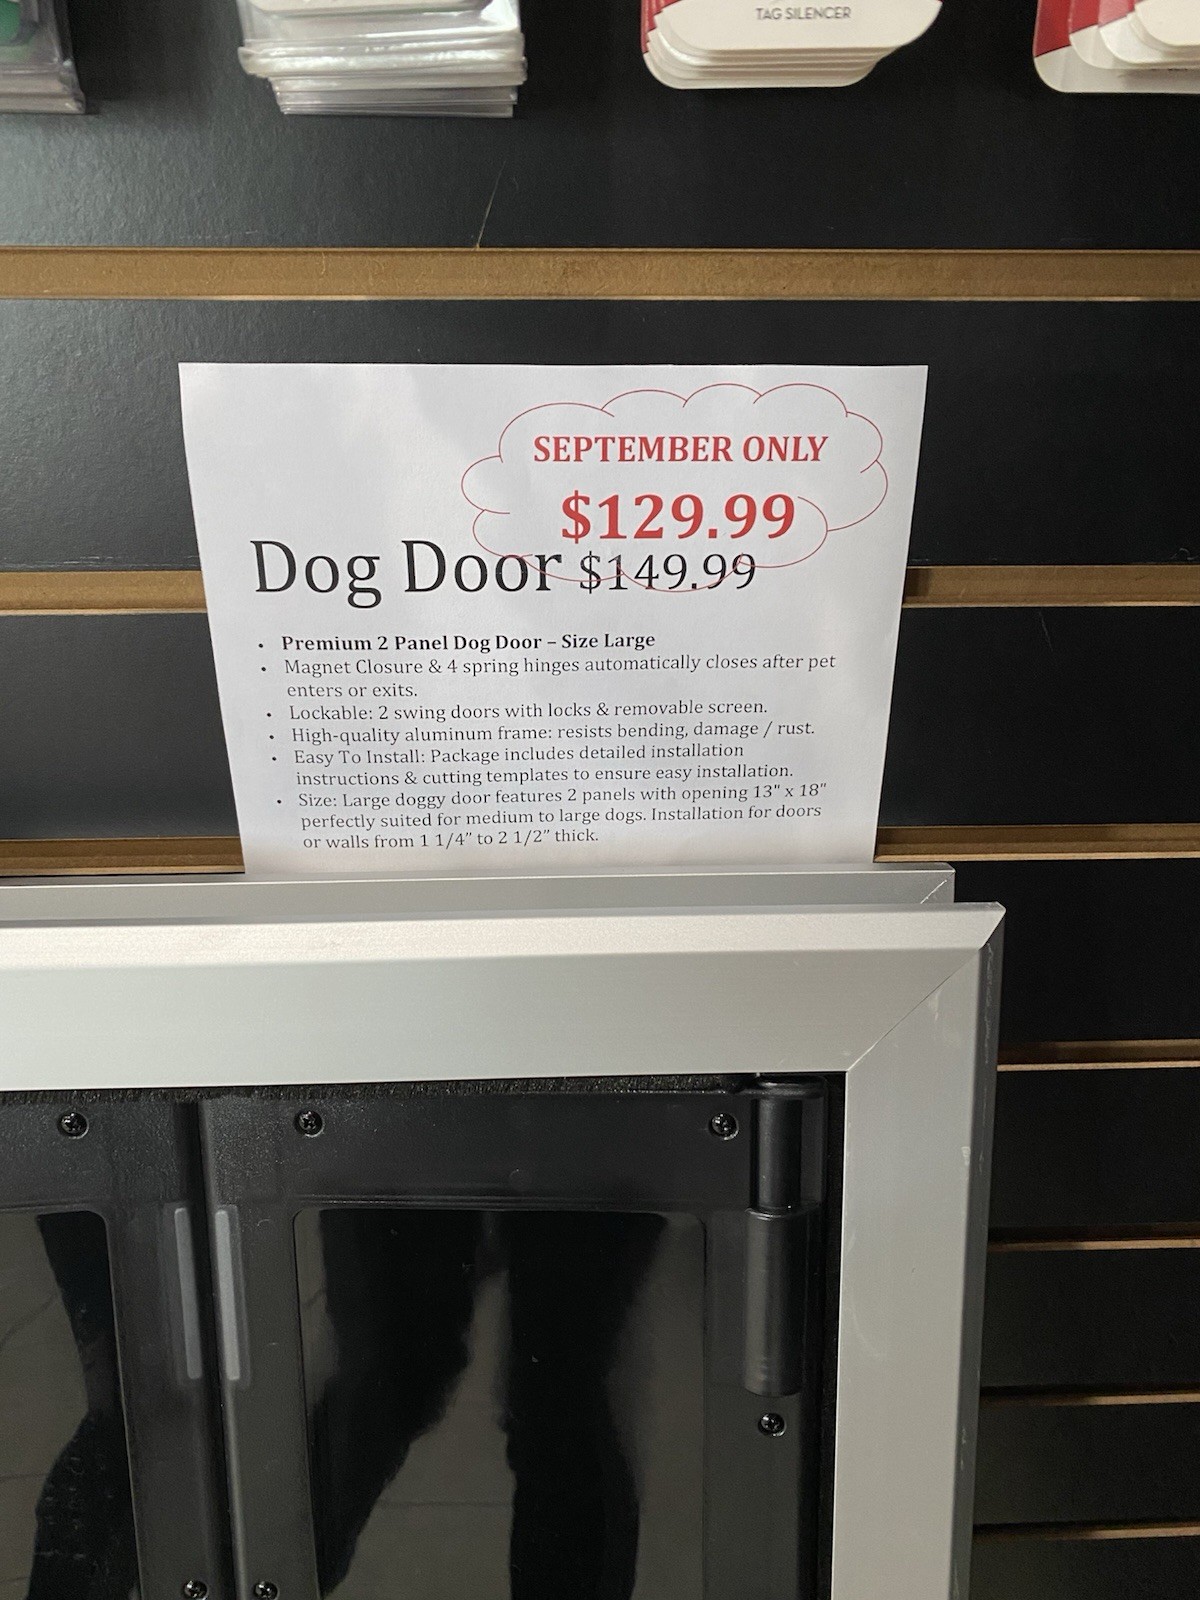 TAG SILENCER
SEPTEMBER ONLY
$129.99
Dog Door $149.99
• Premium 2 Panel Dog Door – Size Large
• Magnet Closure & 4 spring hinges automatically closes after pet
enters or exits.
• Lockable: 2 swing doors with locks & removable screen.
• High-quality aluminum frame: resists bending, damage / rust.
• Easy To Install: Package includes detailed installation
instructions & cutting templates to ensure easy installation.
• Size: Large doggy door features 2 panels with opening 13" x 18"
perfectly suited for medium to large dogs. Installation for doors
or walls from 1 1/4” to 2 1/2” thick.